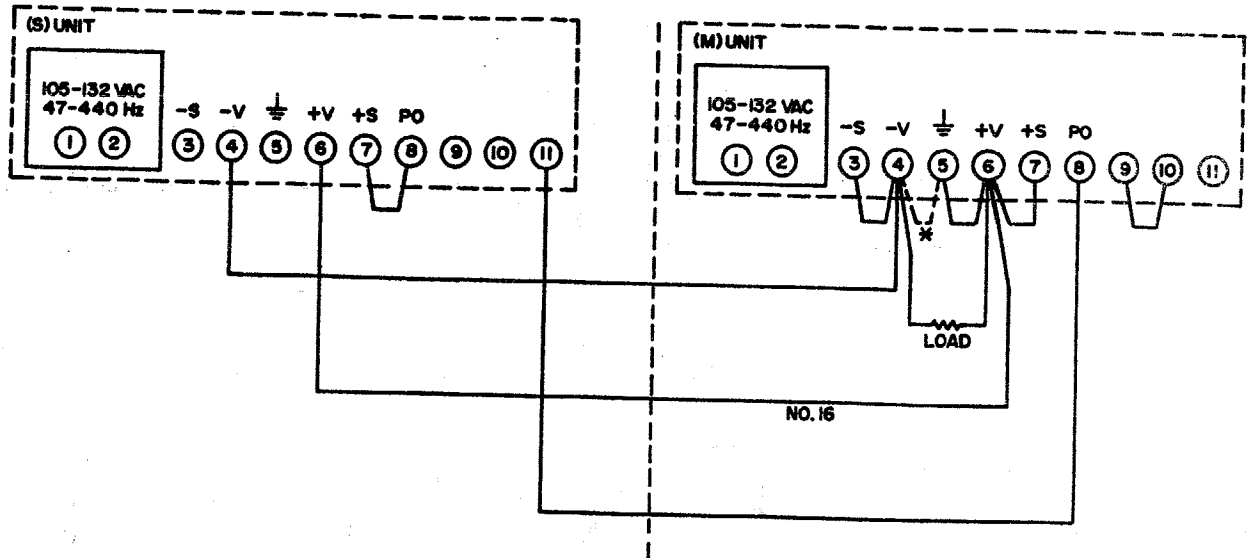 (S) UNIT
105-132 VAC
47-440 Hz
-S -V +V +S PO
1 2 3 4 5 6 7 8 9 10 11
(M) UNIT
105-132 VAC
47-440 Hz
-S -V +V +S PO
1 2 3 4 5 6 7 8 9 10 11
*
LOAD
NO. 16